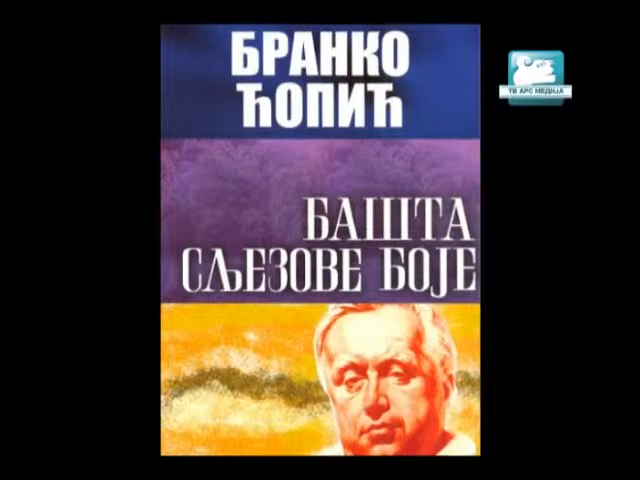 БРАНКО
ЋОПИЋ
ТВ АРС МЕДИЈА
БАШТА
СЉЕЗОВЕ БОЈЕ